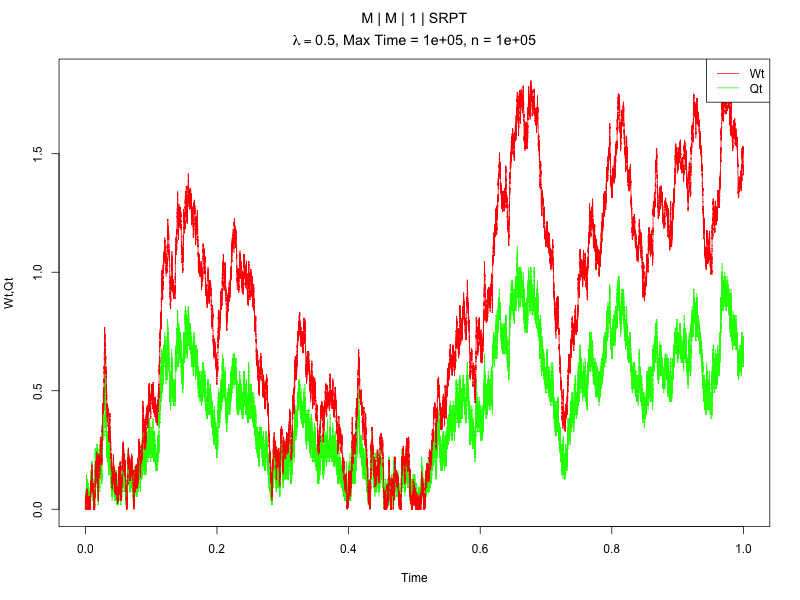 M | M | 1 | SRPT
λ = 0.5, Max Time = 1e+05, n = 1e+05
Wt
Qt
1.5
1.0
0.5
0.0
Wt,Qt
0.0 0.2 0.4 0.6 0.8 1.0
Time